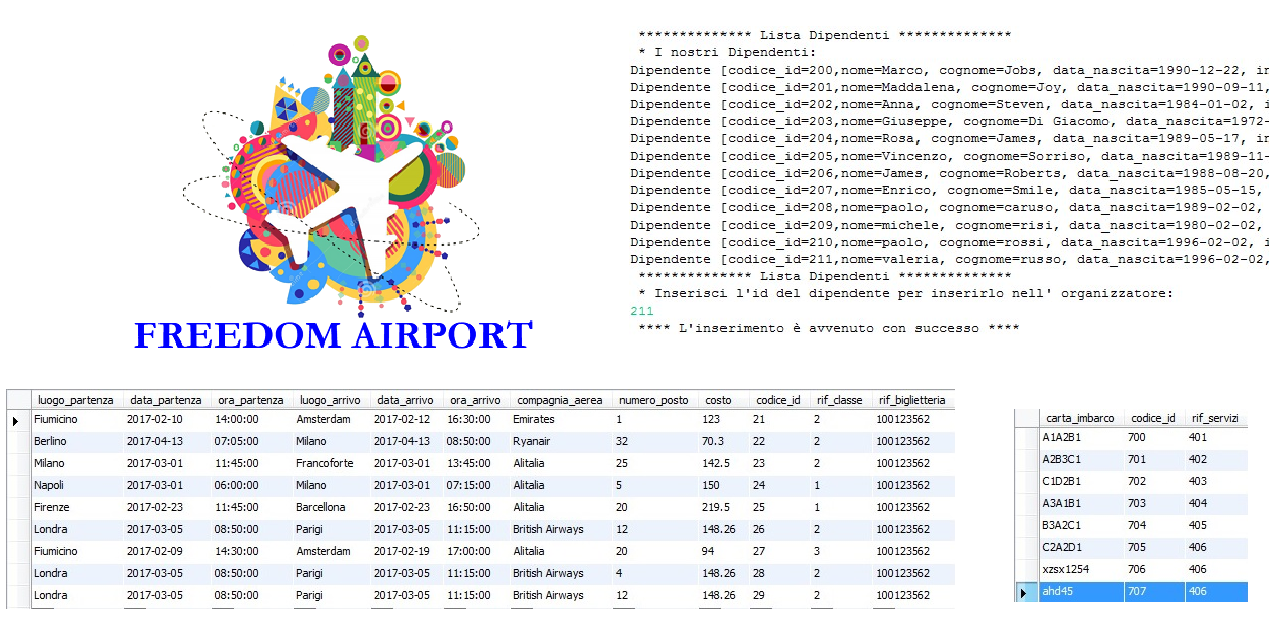 FREEDOM AIRPORT
************** Lista Dipendenti **************
* I nostri Dipendenti:
Dipendente [codice_id=200,nome=Marco, cognome=Jobs, data_nascita=1990-12-22, in
Dipendente [codice_id=201,nome=Maddalena, cognome=Joy, data_nascita=1990-09-11,
Dipendente [codice_id=202,nome=Anna, cognome=Steven, data_nascita=1984-01-02, i
Dipendente [codice_id=203,nome=Giuseppe, cognome=Di Giacomo, data_nascita=1972-
Dipendente [codice_id=204,nome=Rosa, cognome=James, data_nascita=1989-05-17, in
Dipendente [codice_id=205,nome=Vincenzo, cognome=Sorriso, data_nascita=1989-11-
Dipendente [codice_id=206,nome=James, cognome=Roberts, data_nascita=1988-08-20,
Dipendente [codice_id=207,nome=Enrico, cognome=Smile, data_nascita=1985-05-15,
Dipendente [codice_id=208,nome=paolo, cognome=caruso, data_nascita=1989-02-02,
Dipendente [codice_id=209,nome=michele, cognome=risi, data_nascita=1980-02-02,
Dipendente [codice_id=210,nome=paolo, cognome=rossi, data_nascita=1996-02-02, i
Dipendente [codice_id=211,nome=valeria, cognome=russo, data_nascita=1996-02-02,
************** Lista Dipendenti **************
* Inserisci l'id del dipendente per inserirlo nell' organizzatore:
211
**** L'inserimento è avvenuto con successo ****
luogo_partenza data_partenza ora_partenza luogo_arrivo data_arrivo ora_arrivo compagnia_aerea numero_posto costo codice_id rif_classe rif_biglietteria
Fiumicino 2017-02-10 14:00:00 Amsterdam 2017-02-12 16:30:00 Emirates 1 123 21 2 100123562
Berlino 2017-04-13 07:05:00 Milano 2017-04-13 08:50:00 Ryanair 32 70.3 22 2 100123562
Milano 2017-03-01 11:45:00 Francoforte 2017-03-01 13:45:00 Alitalia 25 142.5 23 2 100123562
Napoli 2017-03-01 06:00:00 Milano 2017-03-01 07:15:00 Alitalia 5 150 24 1 100123562
Firenze 2017-02-23 11:45:00 Barcellona 2017-02-23 16:50:00 Alitalia 20 219.5 25 1 100123562
Londra 2017-03-05 08:50:00 Parigi 2017-03-05 11:15:00 British Airways 12 148.26 26 2 100123562
Fiumicino 2017-02-09 14:30:00 Amsterdam 2017-02-19 17:00:00 Alitalia 20 94 27 3 100123562
Londra 2017-03-05 08:50:00 Parigi 2017-03-05 11:15:00 British Airways 4 148.26 28 2 100123562
Londra 2017-03-05 08:50:00 Parigi 2017-03-05 11:15:00 British Airways 12 148.26 29 2 100123562
carta_imbarco codice_id rif_servizi
A1A2B1 700 401
A2B3C1 701 402
C1D2B1 702 403
A3A1B1 703 404
B3A2C1 704 405
C2A2D1 705 406
xzsx1254 706 406
ahd45 707 406